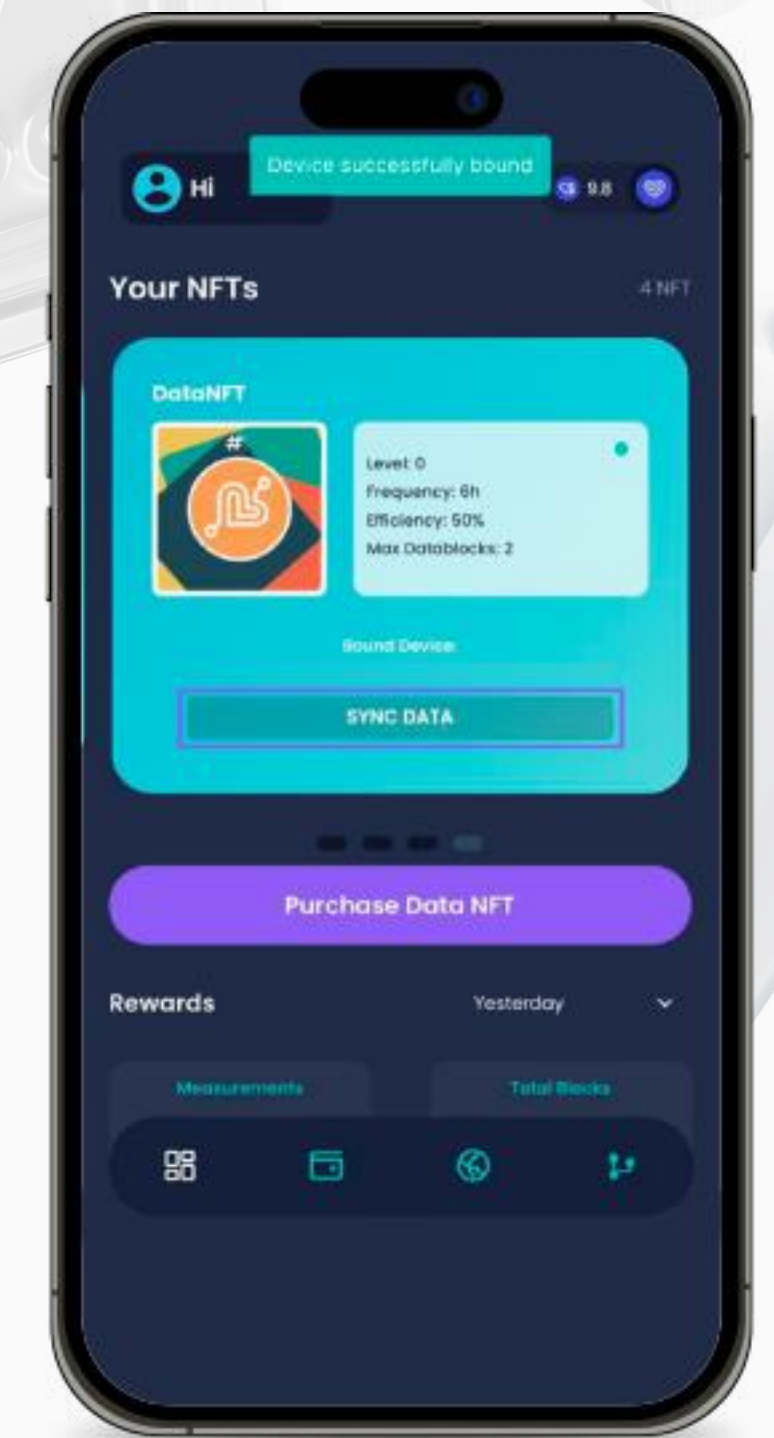 Device successfully bound
Hi
9.8
Your NFTs
4 NFT
DataNFT
#
Level: 0
Frequency: 6h
Efficiency: 50%
Max Datablocks: 2
Bound Device:
SYNC DATA
Purchase Data NFT
Rewards
Yesterday
Measurements
Total Blocks